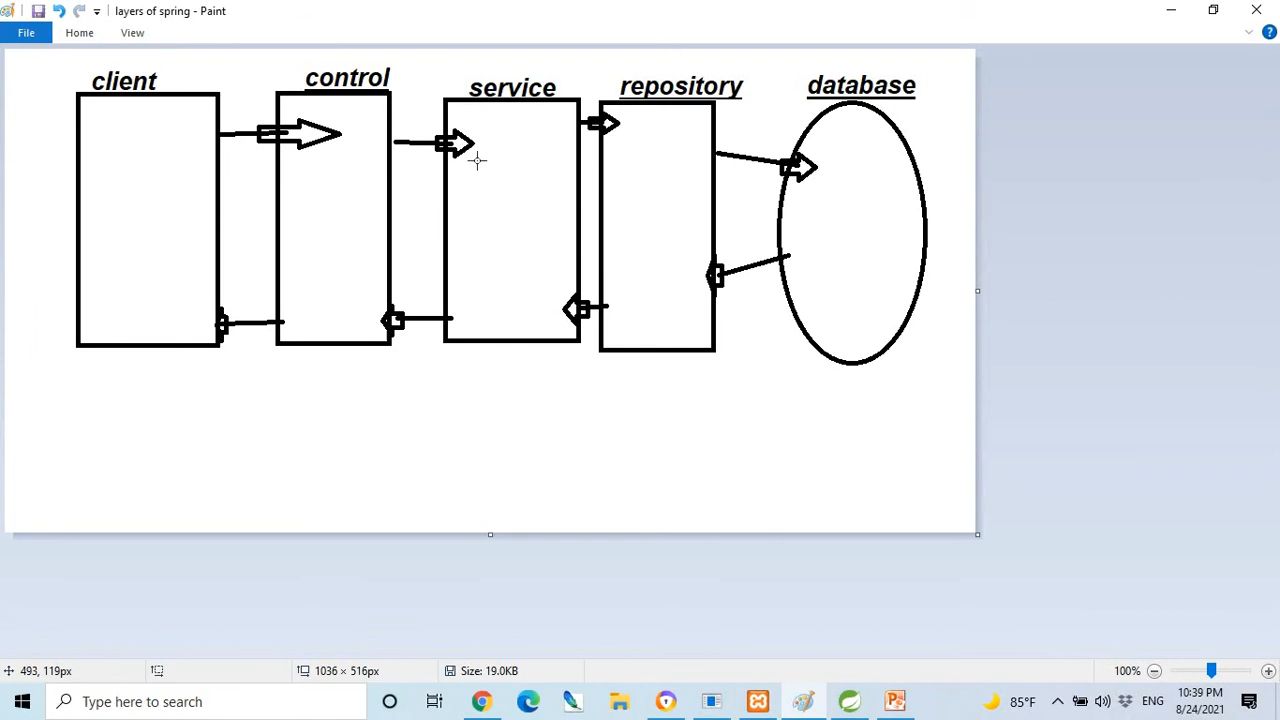 layers of spring - Paint
File Home View
client control service repository database
493, 119px 1036 × 516px Size: 19.0KB 100%
Type here to search 85°F ENG 10:39 PM
8/24/2021